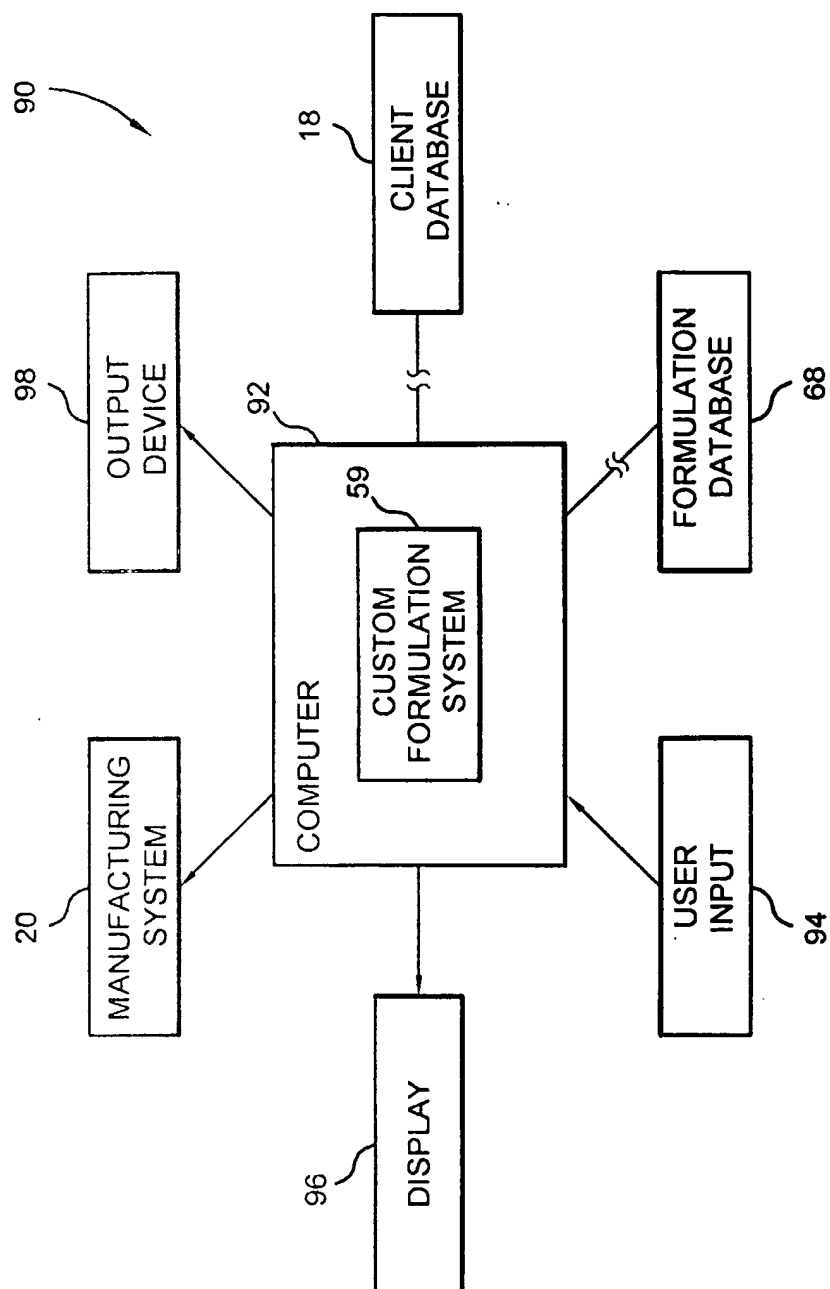 90
20
MANUFACTURING
SYSTEM
98
OUTPUT
DEVICE
96
DISPLAY
COMPUTER
92
59
CUSTOM
FORMULATION
SYSTEM
18
CLIENT
DATABASE
USER
INPUT
94
FORMULATION
DATABASE
68